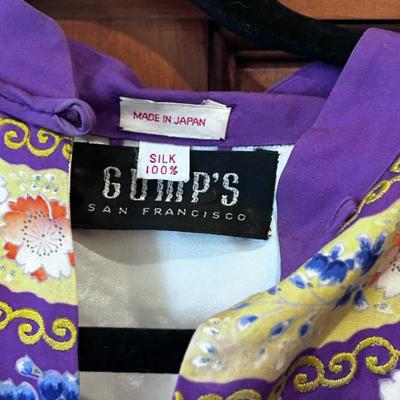 MADE IN JAPAN
SILK
100%
GUMP'S
SAN FRANCISCO